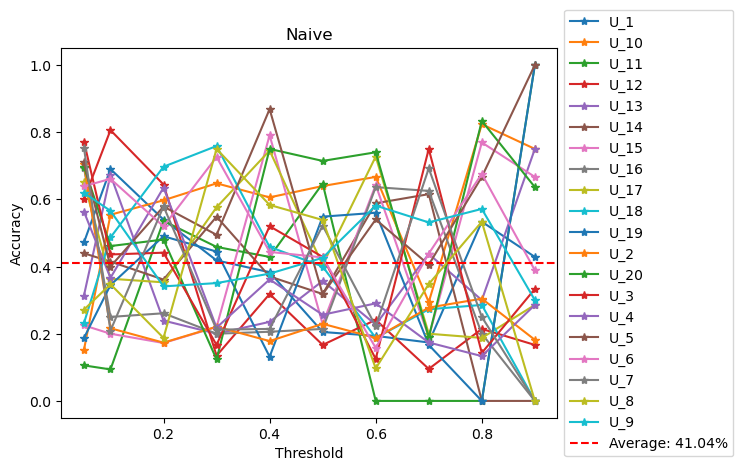 Naive
Accuracy
1.0
0.8
0.6
0.4
0.2
0.0
0.2 0.4 0.6 0.8
Threshold
U_1
U_10
U_11
U_12
U_13
U_14
U_15
U_16
U_17
U_18
U_19
U_2
U_20
U_3
U_4
U_5
U_6
U_7
U_8
U_9
Average: 41.04%